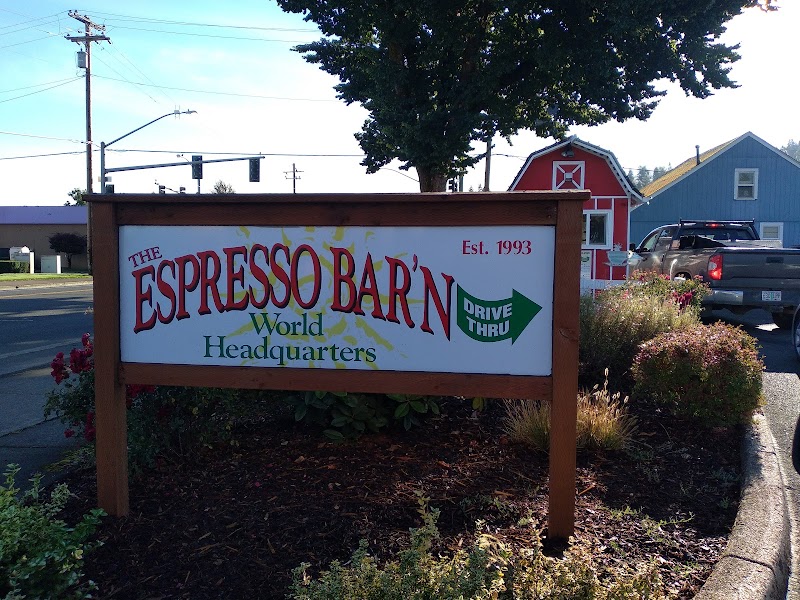 THE
ESPRESSO BAR'N
Est. 1993
World
Headquarters
DRIVE
THRU